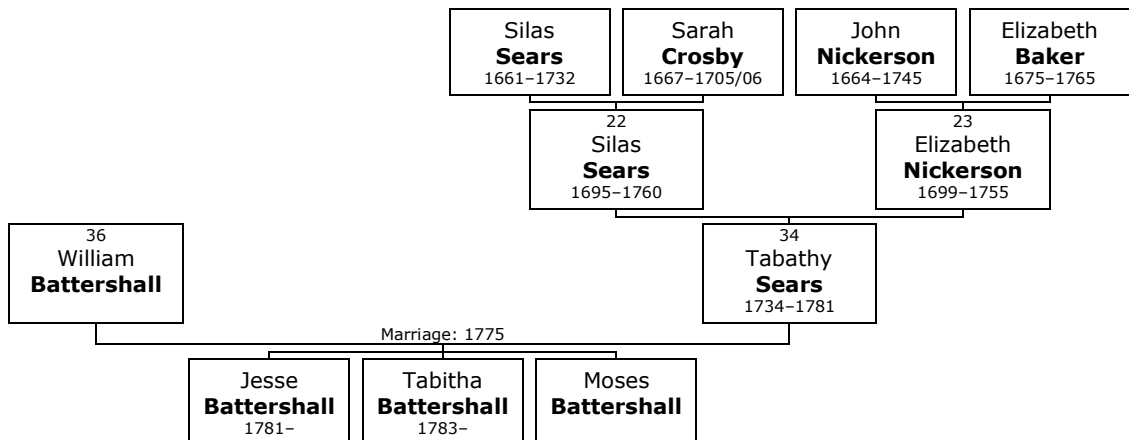 Silas
Sears
1661–1732
Sarah
Crosby
1667–1705/06
John
Nickerson
1664–1745
Elizabeth
Baker
1675–1765
22
Silas
Sears
1695–1760
23
Elizabeth
Nickerson
1699–1755
36
William
Battershall
34
Tabathy
Sears
1734–1781
Marriage: 1775
Jesse
Battershall
1781–
Tabitha
Battershall
1783–
Moses
Battershall